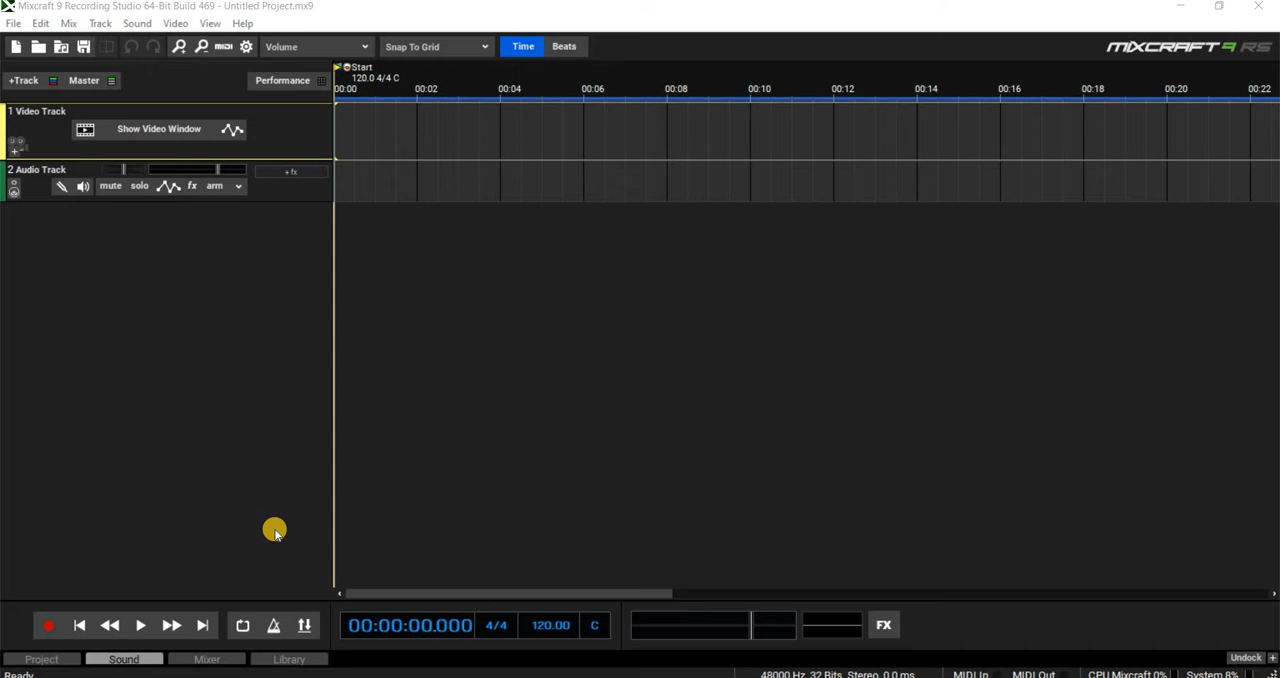 Mixcraft 9 Recording Studio 64-Bit Build 469 - Untitled Project.mx9
File Edit Mix Track Sound Video View Help
MIDI Volume Snap To Grid Time Beats MIXCRAFT 9 RS
Start
+Track Master Performance 120.0 4/4 C
00:00 00:02 00:04 00:06 00:08 00:10 00:12 00:14 00:16 00:18 00:20 00:22
1 Video Track
Show Video Window
2 Audio Track +fx
mute solo fx arm
00:00:00.000 4/4 120.00 C FX
Project Sound Mixer Library Undock +
Ready 48000 Hz, 32 Bits, Stereo, 0.0 ms MIDI In MIDI Out CPU Mixcraft 0% System 8%